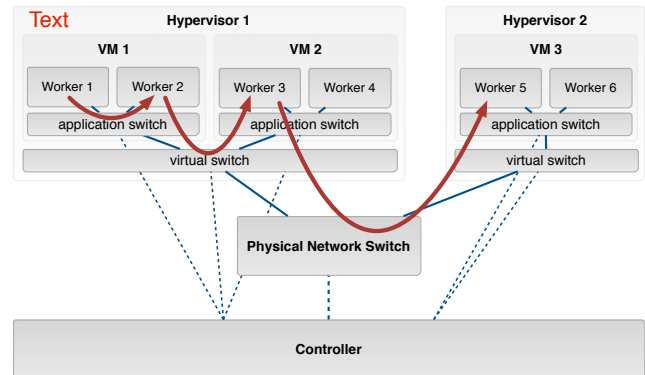 Text
Hypervisor 1
Hypervisor 2
VM 1
VM 2
VM 3
Worker 1
Worker 2
Worker 3
Worker 4
Worker 5
Worker 6
application switch
application switch
application switch
virtual switch
virtual switch
Physical Network Switch
Controller